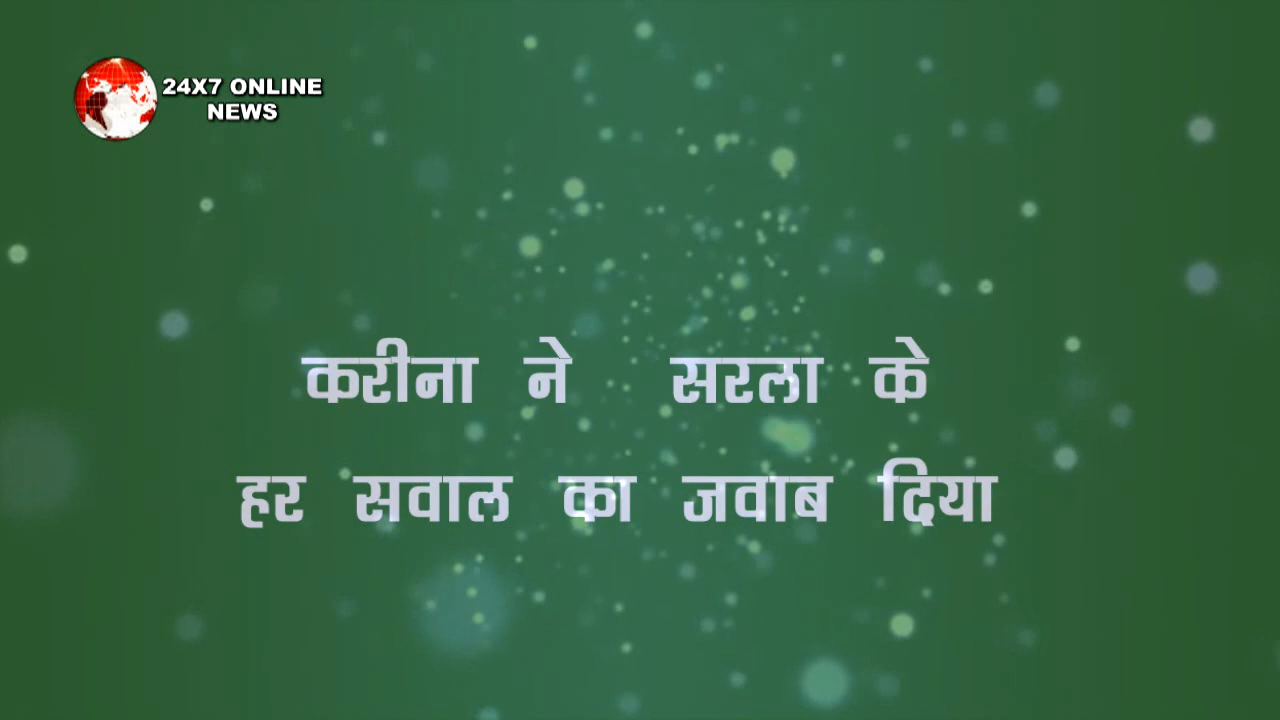 24X7 ONLINE
NEWS
करीना ने सरला के
हर सवाल का जवाब दिया